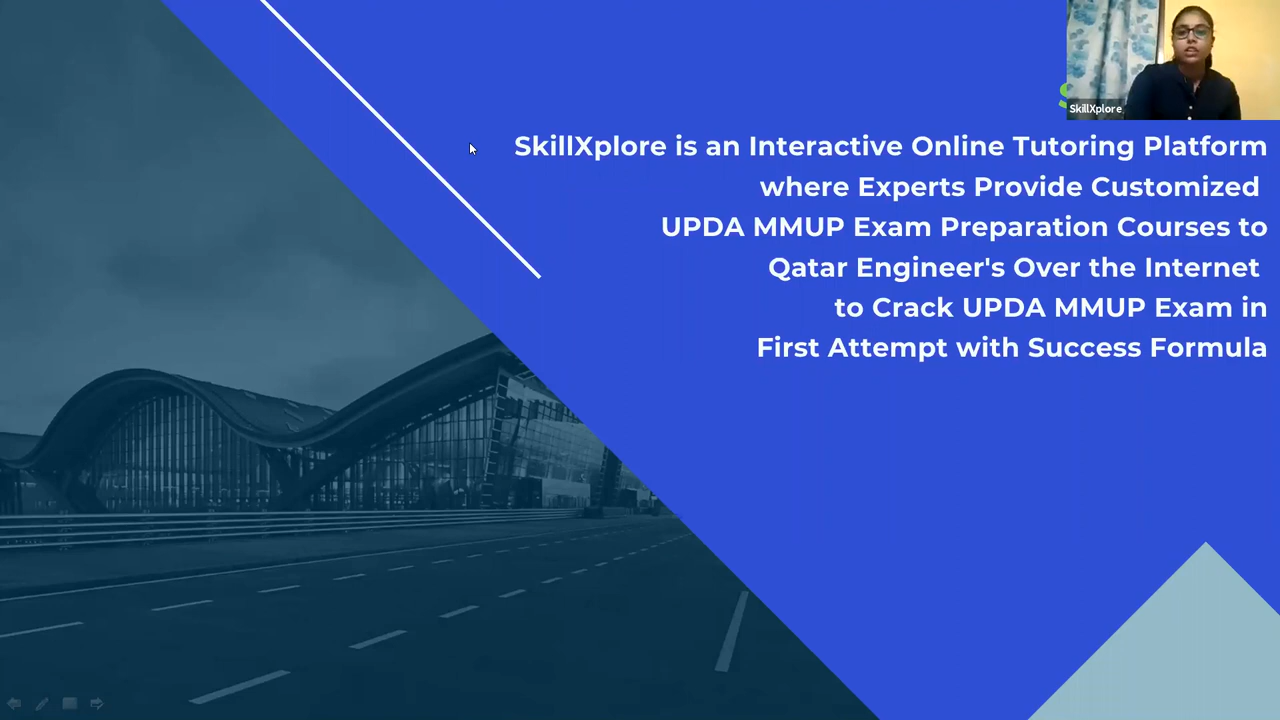 SkillXplore
SkillXplore is an Interactive Online Tutoring Platform
where Experts Provide Customized
UPDA MMUP Exam Preparation Courses to
Qatar Engineer's Over the Internet
to Crack UPDA MMUP Exam in
First Attempt with Success Formula